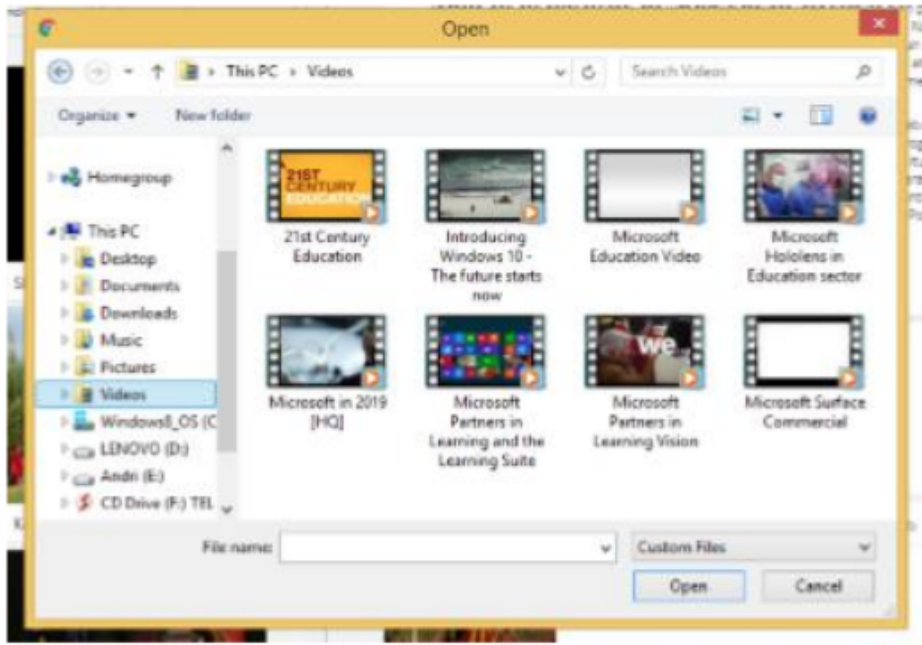 Open
This PC > Videos
Search Videos
Organize
New folder
Homegroup
This PC
Desktop
Documents
Downloads
Music
Pictures
Videos
Windows8_OS (C
LENOVO (D:)
Andri (E:)
CD Drive (F:) TEL
21ST
CENTURY
EDUCATION
21st Century
Education
Introducing
Windows 10 -
The future starts
now
Microsoft
Education Video
Microsoft
Hololens in
Education sector
Microsoft in 2019
[HQ]
Microsoft
Partners in
Learning and the
Learning Suite
we
Microsoft
Partners in
Learning Vision
Microsoft Surface
Commercial
File name:
Custom Files
Open
Cancel